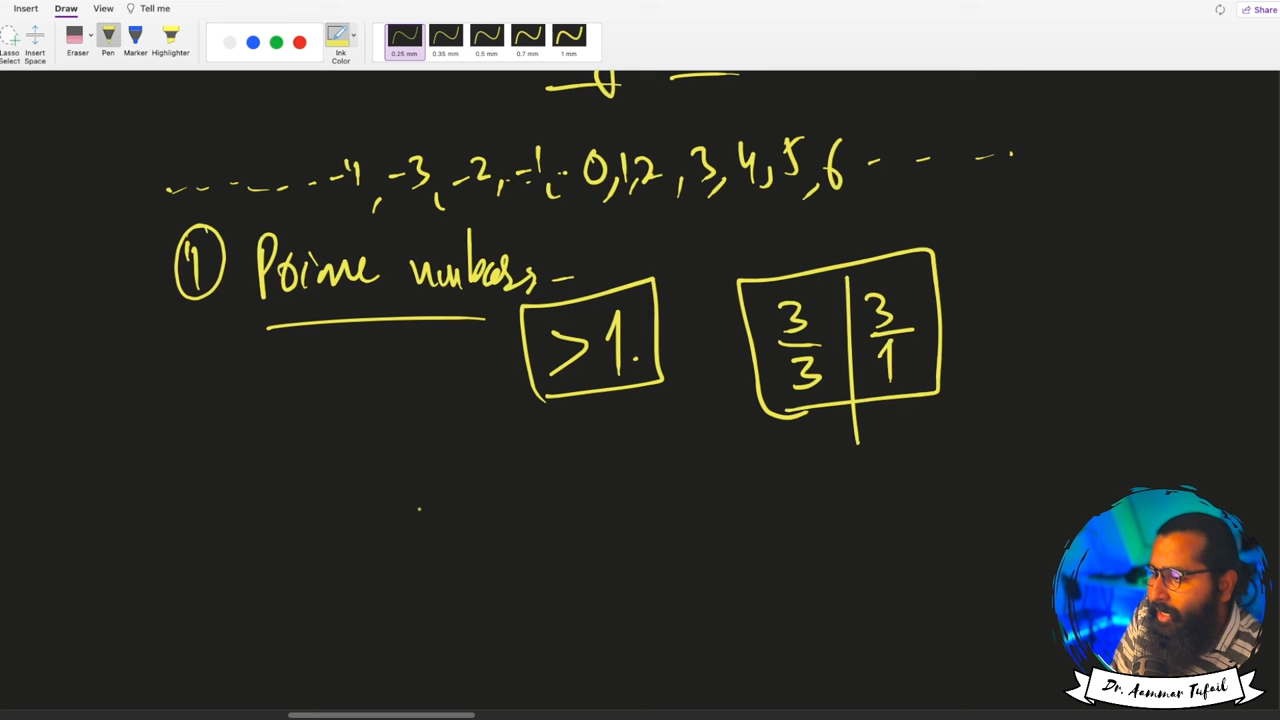 Insert Draw View Tell me Share
Lasso Select Insert Space Eraser Pen Marker Highlighter Ink Color 0.25 mm 0.35 mm 0.5 mm 0.7 mm 1 mm
- - - - - - -4, -3, -2, -1, - 0, 1, 2, 3, 4, 5, 6 - - - -
1 Prime numbers -
> 1.
3/3 | 3/1
Dr. Aammar Tufail